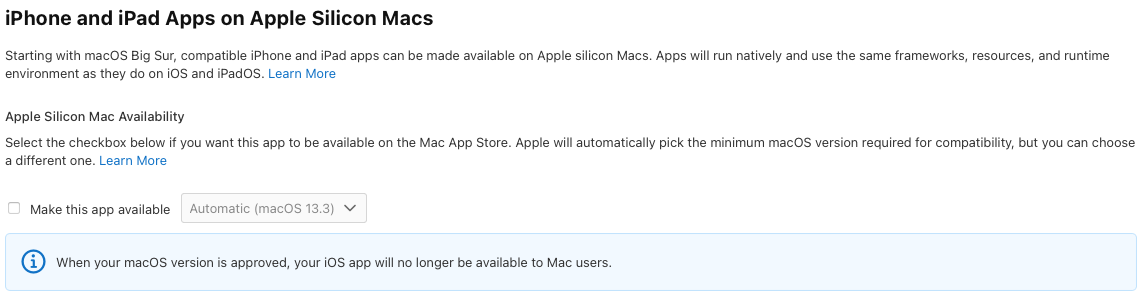 iPhone and iPad Apps on Apple Silicon Macs
Starting with macOS Big Sur, compatible iPhone and iPad apps can be made available on Apple silicon Macs. Apps will run natively and use the same frameworks, resources, and runtime
environment as they do on iOS and iPadOS. Learn More
Apple Silicon Mac Availability
Select the checkbox below if you want this app to be available on the Mac App Store. Apple will automatically pick the minimum macOS version required for compatibility, but you can choose
a different one. Learn More
Make this app available Automatic (macOS 13.3)
When your macOS version is approved, your iOS app will no longer be available to Mac users.